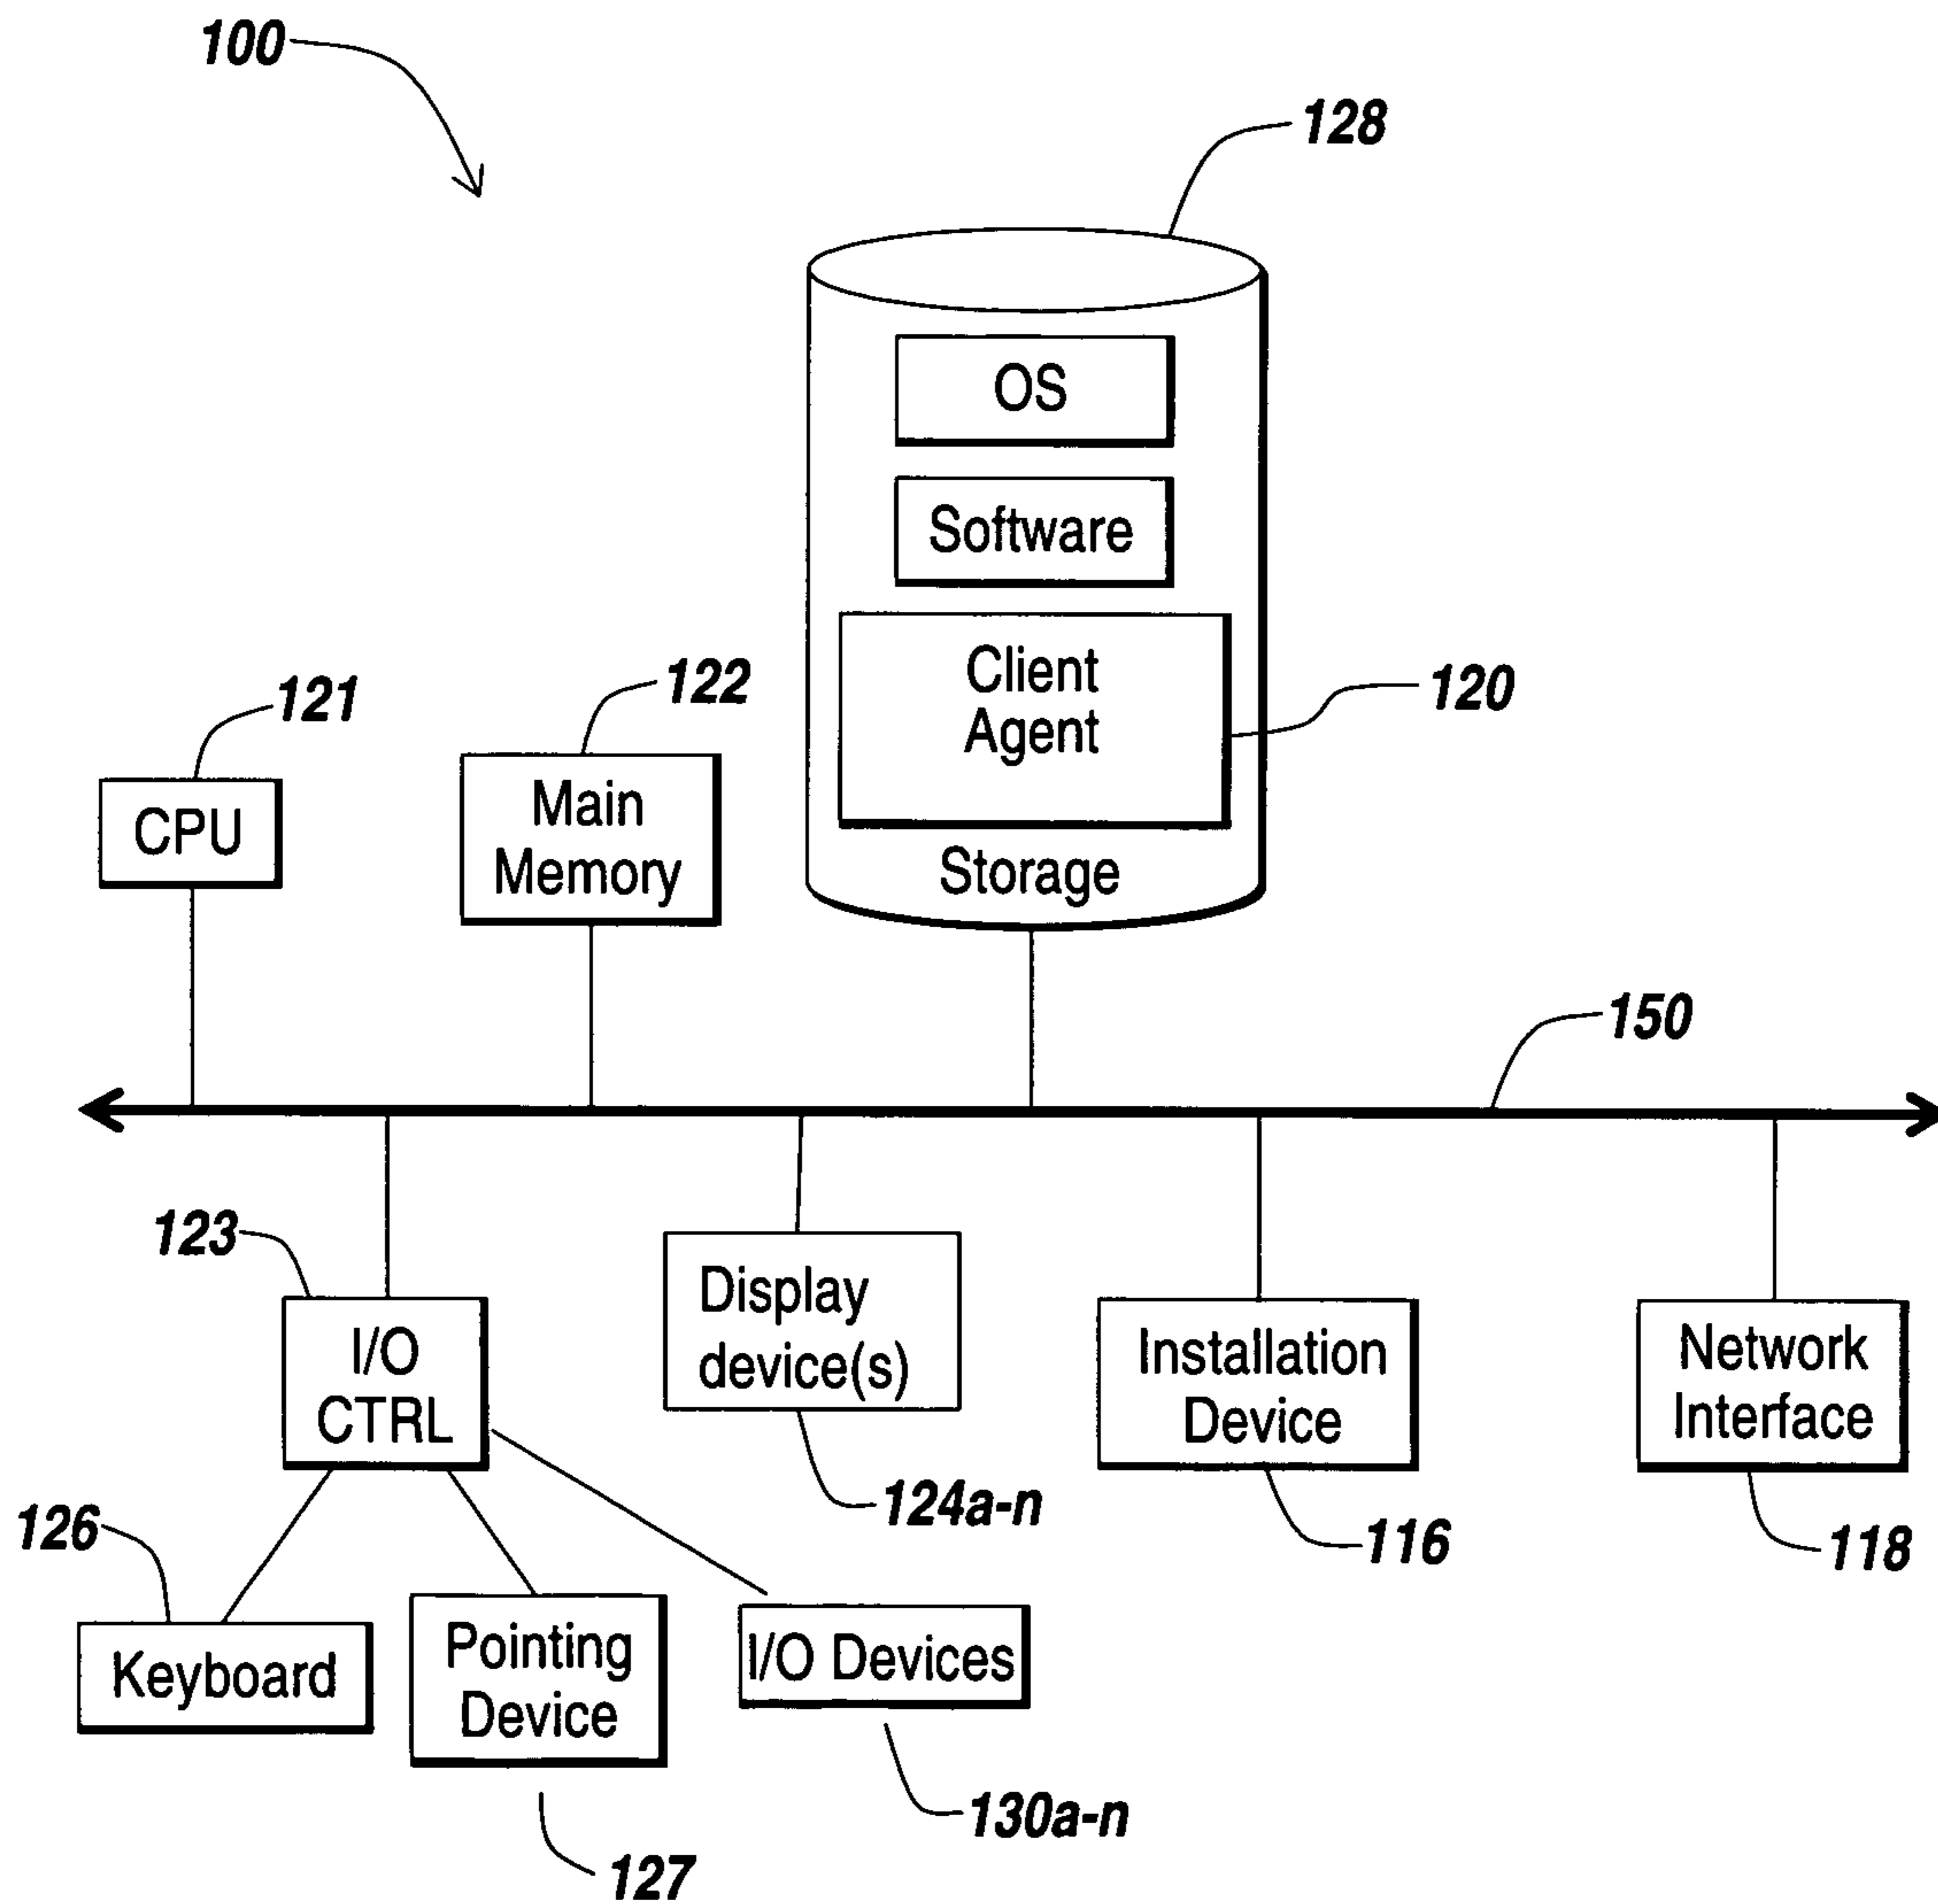 100
128
OS
Software
Client
Agent
120
Storage
121
CPU
122
Main
Memory
150
123
I/O
CTRL
Display
device(s)
124a-n
Installation
Device
116
Network
Interface
118
126
Keyboard
Pointing
Device
127
I/O Devices
130a-n